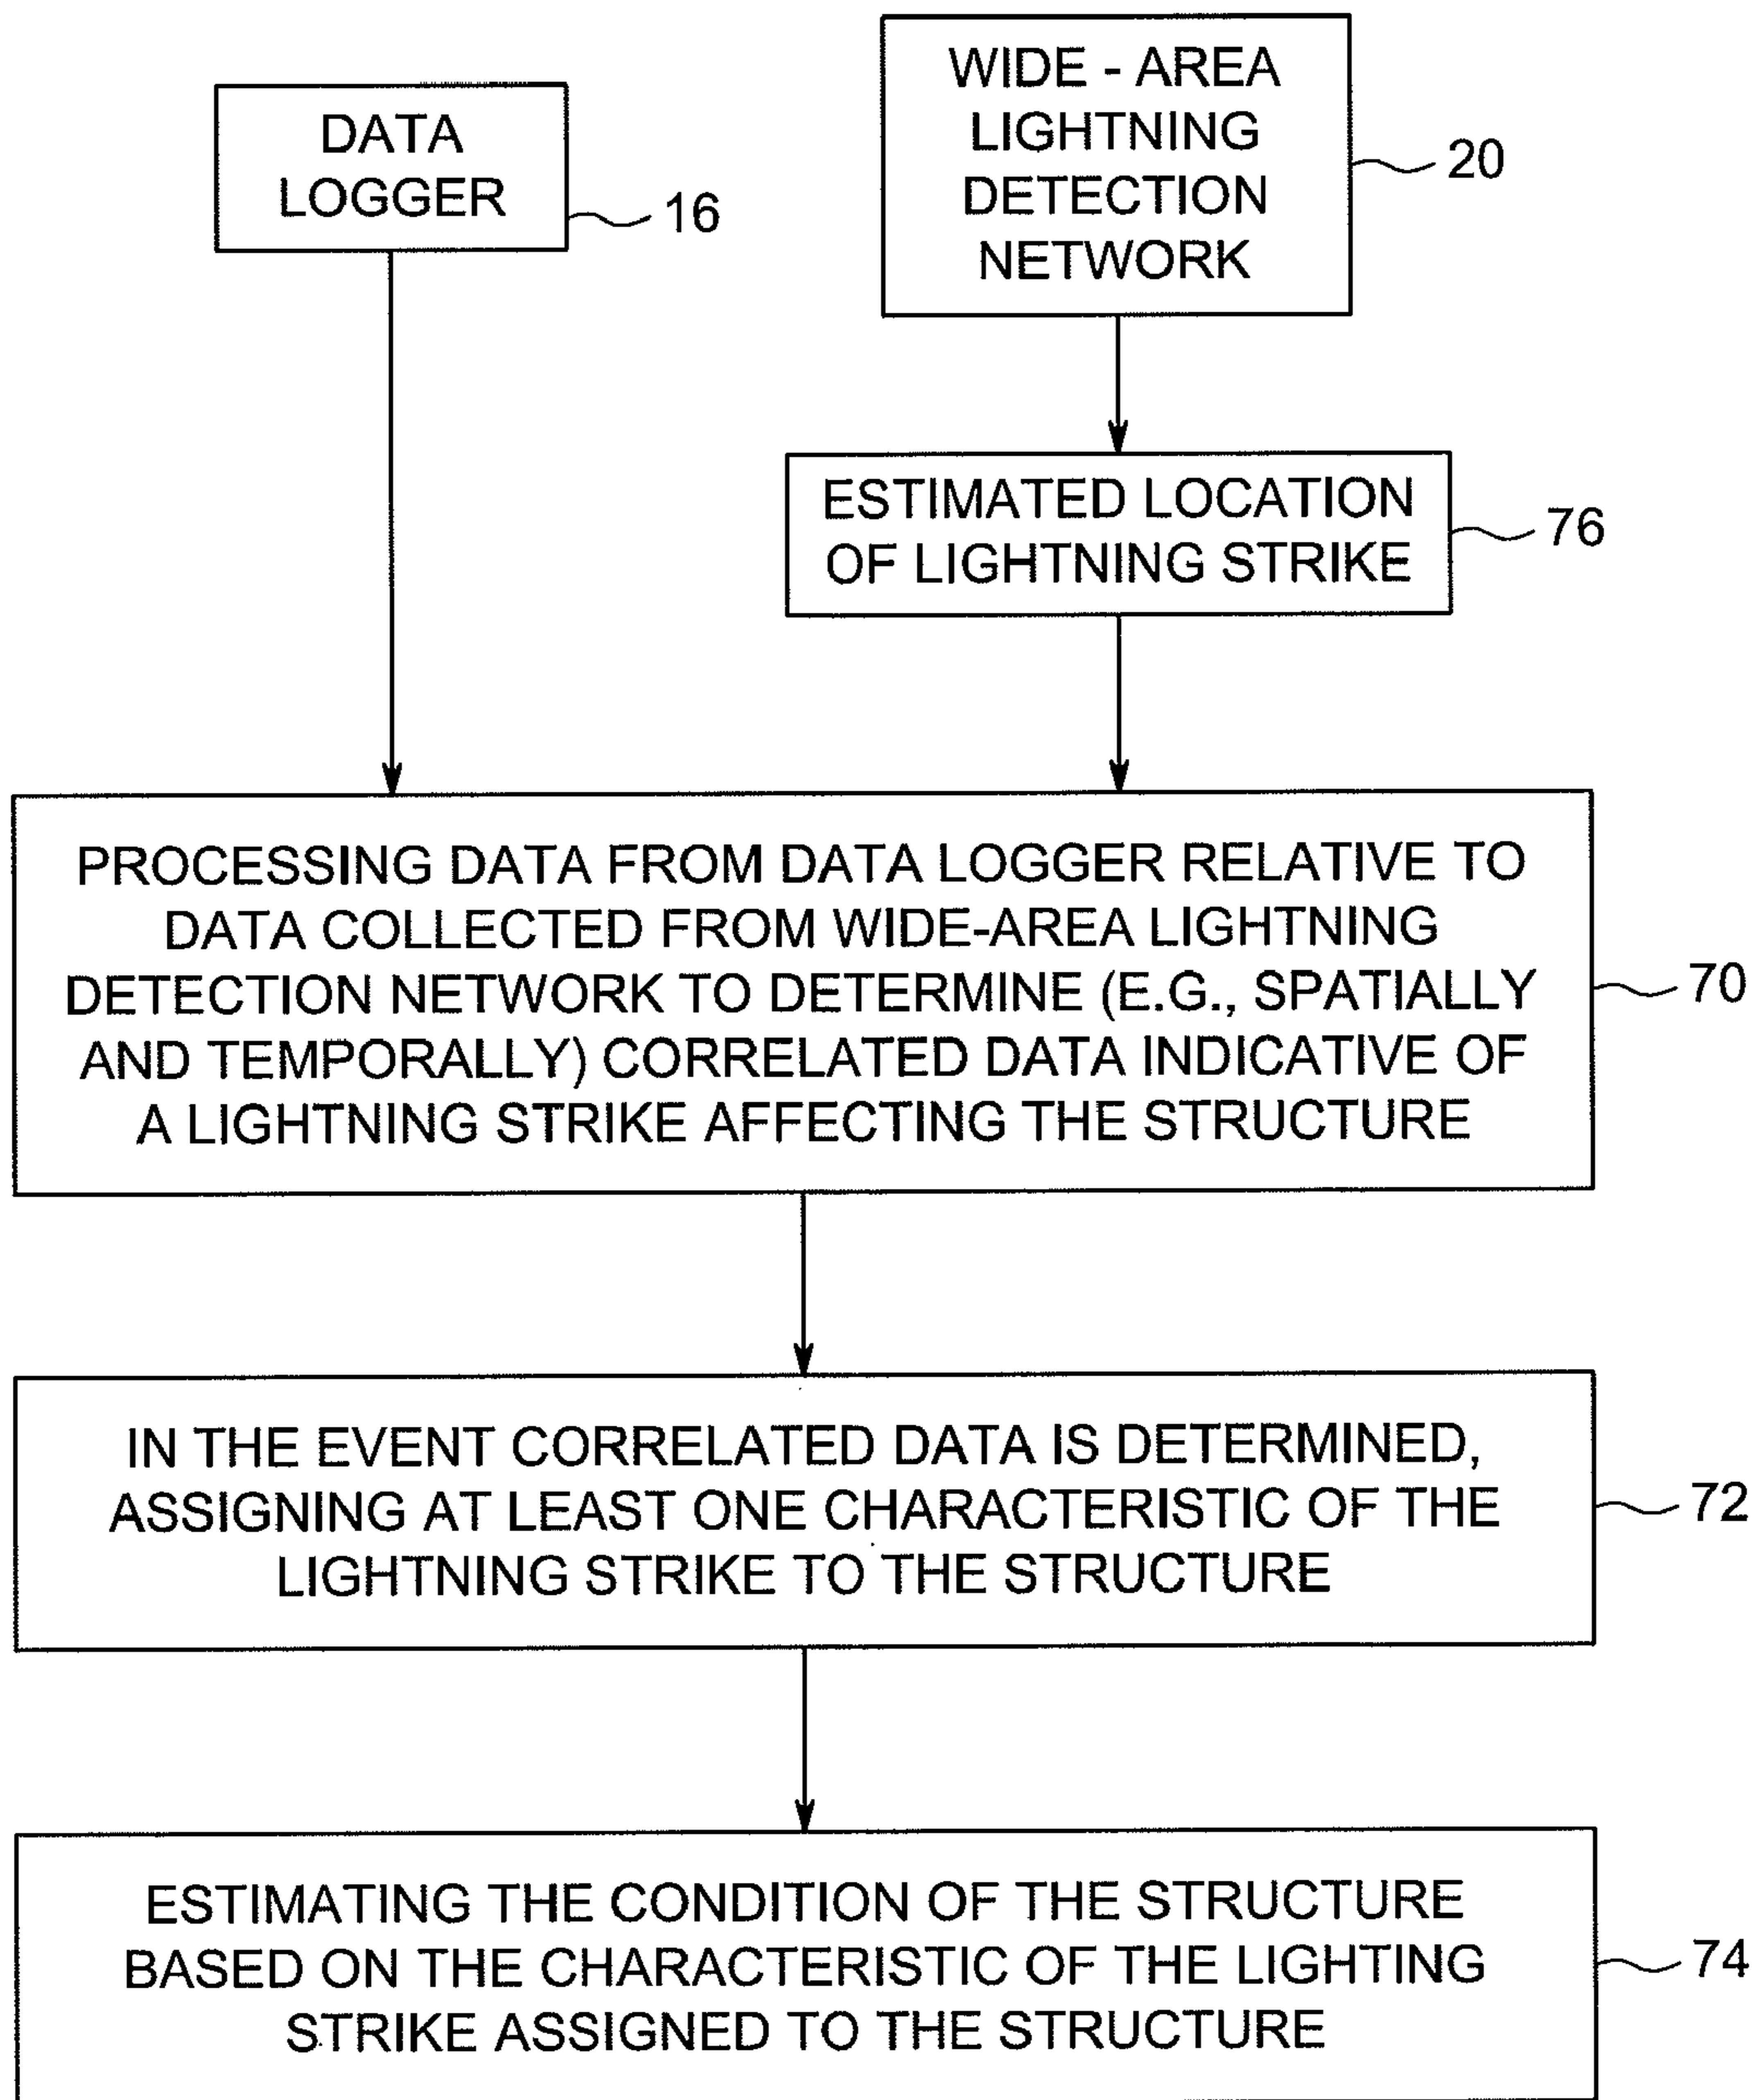 DATA
LOGGER
16
WIDE - AREA
LIGHTNING
DETECTION
NETWORK
20
ESTIMATED LOCATION
OF LIGHTNING STRIKE
76
PROCESSING DATA FROM DATA LOGGER RELATIVE TO
DATA COLLECTED FROM WIDE-AREA LIGHTNING
DETECTION NETWORK TO DETERMINE (E.G., SPATIALLY
AND TEMPORALLY) CORRELATED DATA INDICATIVE OF
A LIGHTNING STRIKE AFFECTING THE STRUCTURE
70
IN THE EVENT CORRELATED DATA IS DETERMINED,
ASSIGNING AT LEAST ONE CHARACTERISTIC OF THE
LIGHTNING STRIKE TO THE STRUCTURE
72
ESTIMATING THE CONDITION OF THE STRUCTURE
BASED ON THE CHARACTERISTIC OF THE LIGHTING
STRIKE ASSIGNED TO THE STRUCTURE
74